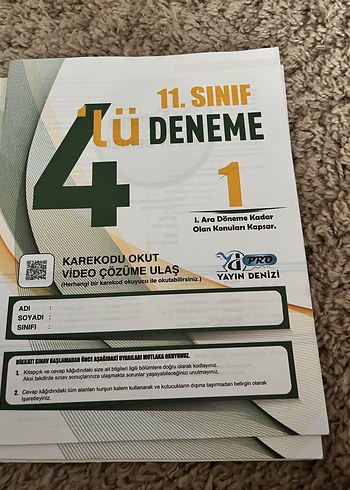 11. SINIF
4'lü DENEME
1
I. Ara Döneme Kadar
Olan Konuları Kapsar.
KAREKODU OKUT
VİDEO ÇÖZÜME ULAŞ
(Herhangi bir karekod okuyucu ile okutabilirsiniz.)
PRO
YAYIN DENİZİ
ADI :
SOYADI :
SINIFI :
DİKKAT! SINAV BAŞLAMADAN ÖNCE AŞAĞIDAKİ UYARILARI MUTLAKA OKUYUNUZ.
1. Kitapçık ve cevap kâğıdındaki size ait bilgileri ilgili bölümlere doğru olarak kodlayınız.
Aksi takdirde sınav sonuçlarınıza ulaşmakta sorunlar yaşayabileceğinizi unutmayınız.
2. Cevap kâğıdındaki tüm alanları kurşun kalem kullanarak ve kutucukların dışına taşırmadan belirgin olarak
işaretleyiniz.